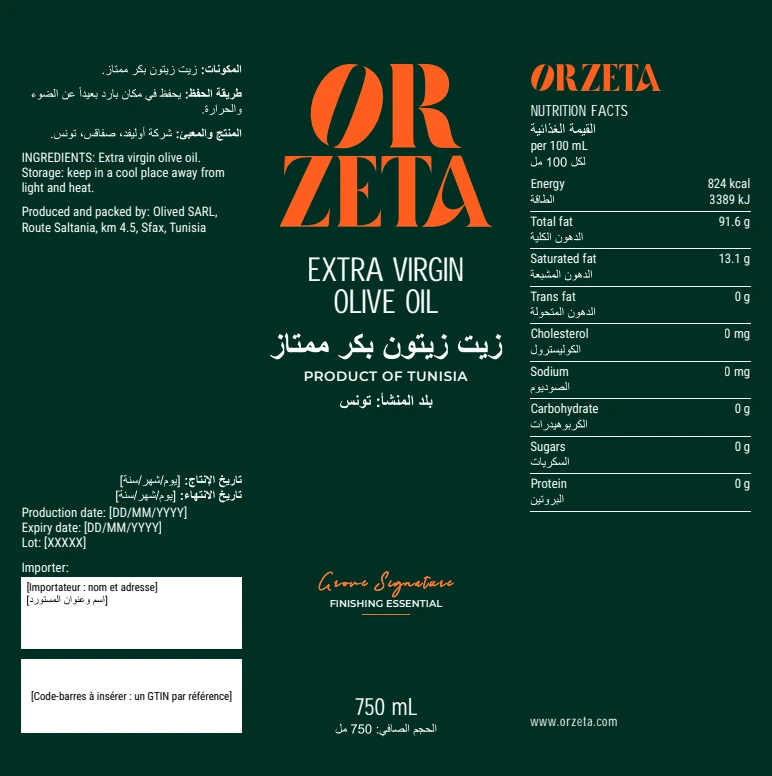 المكونات: زيت زيتون بكر ممتاز.
طريقة الحفظ: يحفظ في مكان بارد بعيداً عن الضوء
والحرارة.
المنتج والمعبئ: شركة أوليفد، صفاقس، تونس.
INGREDIENTS: Extra virgin olive oil.
Storage: keep in a cool place away from
light and heat.
Produced and packed by: Olived SARL,
Route Saltania, km 4.5, Sfax, Tunisia
تاريخ الإنتاج: [يوم/شهر/سنة]
تاريخ الانتهاء: [يوم/شهر/سنة]
Production date: [DD/MM/YYYY]
Expiry date: [DD/MM/YYYY]
Lot: [XXXXX]
Importer:
[Importateur : nom et adresse]
[اسم وعنوان المستورد]
[Code-barres à insérer : un GTIN par référence]
OR
ZETA
EXTRA VIRGIN
OLIVE OIL
زيت زيتون بكر ممتاز
PRODUCT OF TUNISIA
بلد المنشأ: تونس
Grove Signature
FINISHING ESSENTIAL
750 mL
الحجم الصافي: 750 مل
OR ZETA
NUTRITION FACTS
القيمة الغذائية
per 100 mL
لكل 100 مل
Energy 824 kcal
الطاقة 3389 kJ
Total fat 91.6 g
الدهون الكلية
Saturated fat 13.1 g
الدهون المشبعة
Trans fat 0 g
الدهون المتحولة
Cholesterol 0 mg
الكوليسترول
Sodium 0 mg
الصوديوم
Carbohydrate 0 g
الكربوهيدرات
Sugars 0 g
السكريات
Protein 0 g
البروتين
www.orzeta.com